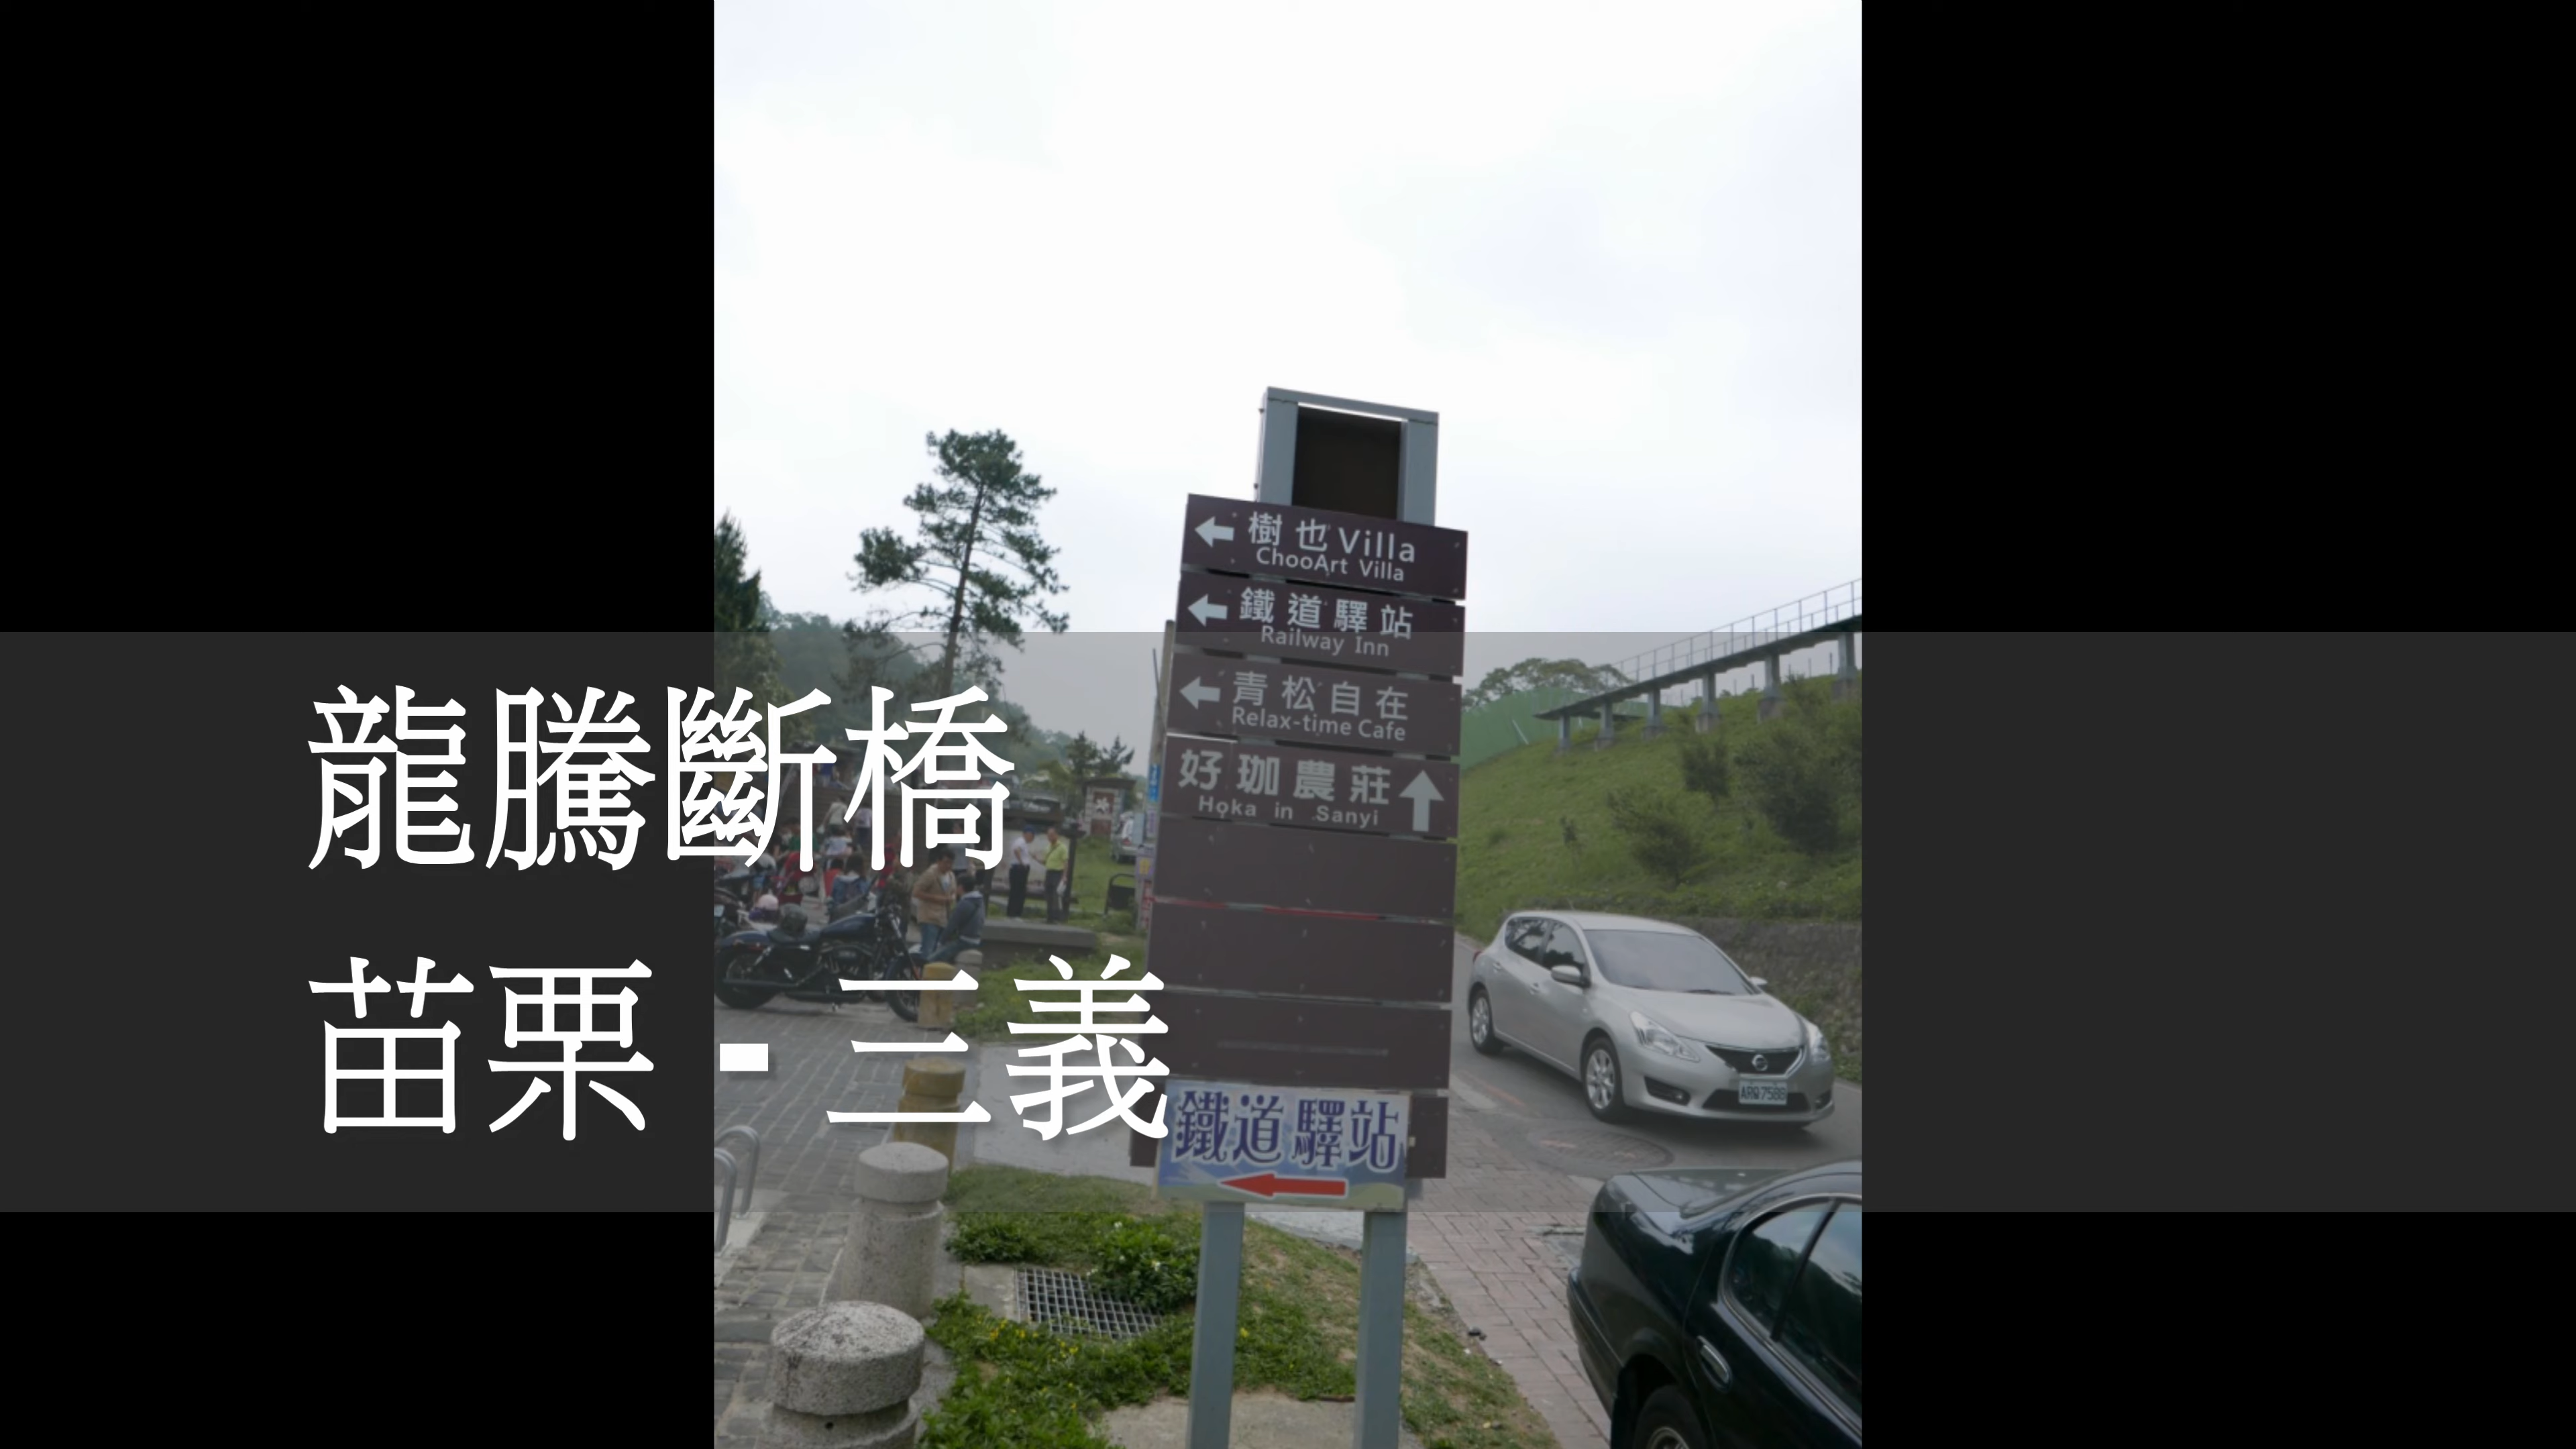 樹也Villa
ChooArt Villa
鐵道驛站
Railway Inn
青松自在
Relax-time Cafe
好珈農莊
Hoka in Sanyi
龍騰斷橋
苗栗-三義
鐵道驛站
ARQ7588